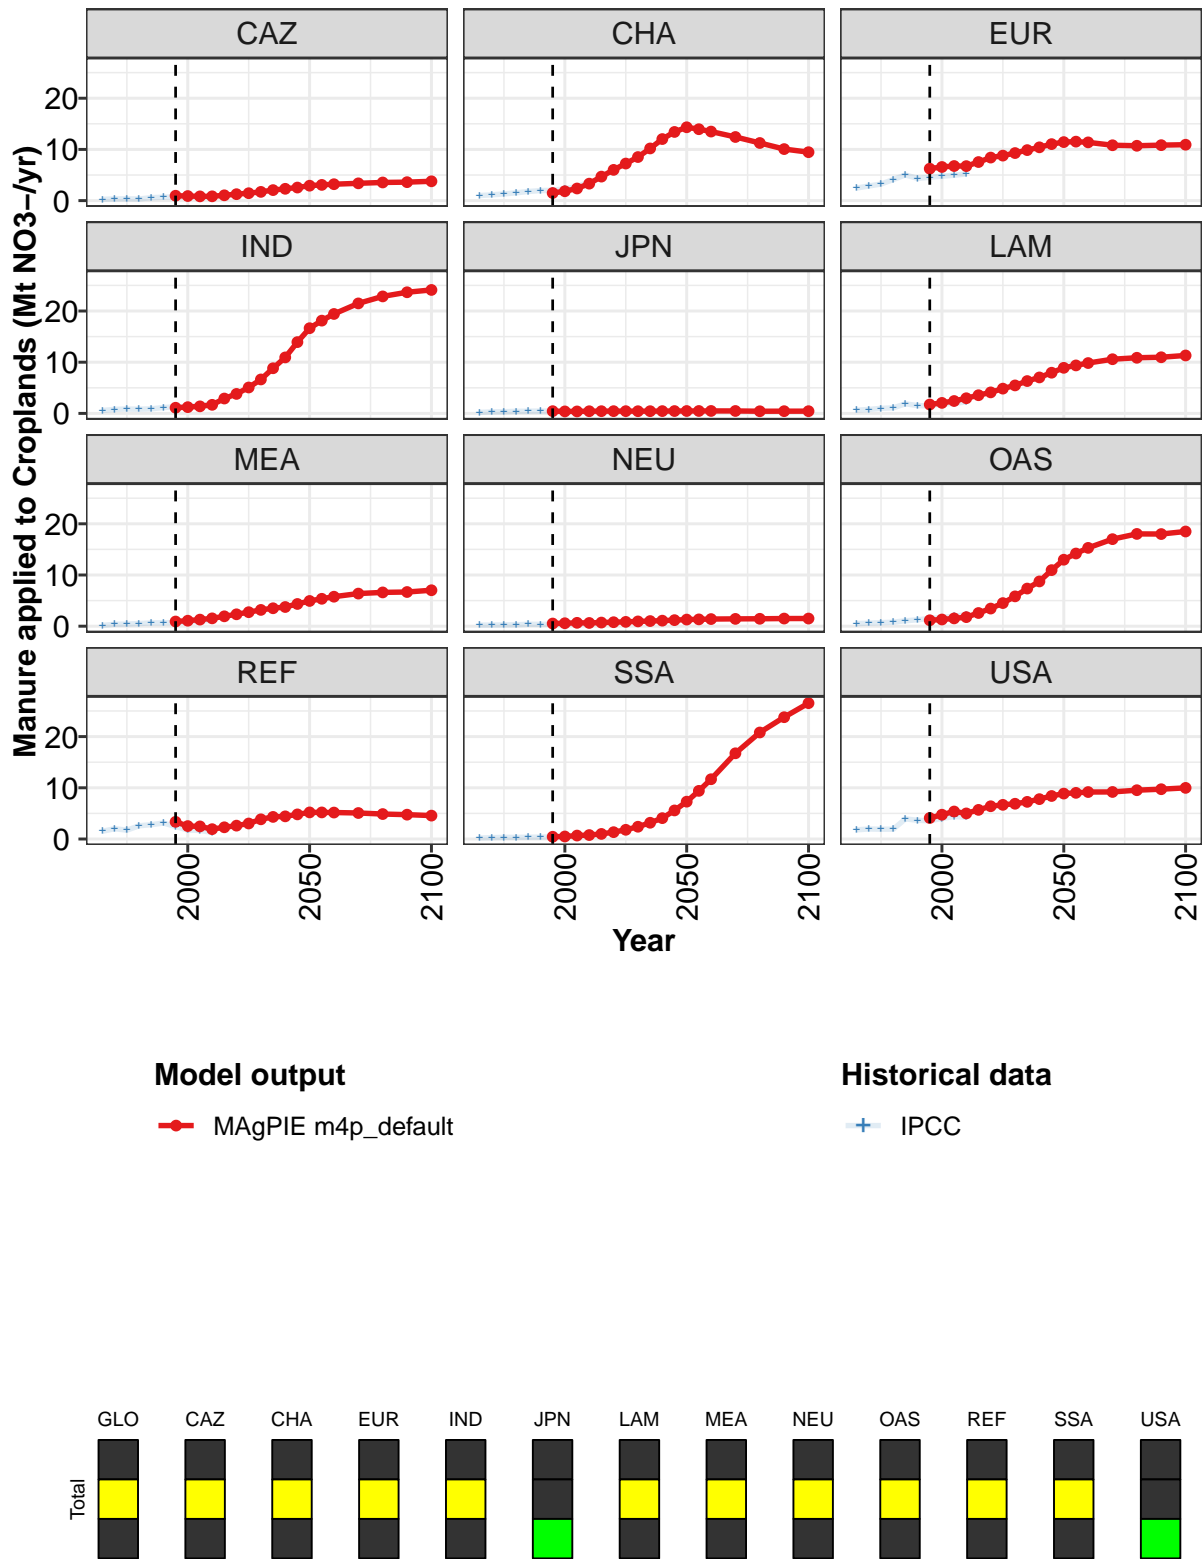 CAZ CHA EUR
20
10
0
IND JPN LAM
20
10
0
MEA NEU OAS
20
10
0
REF SSA USA
20
10
0
2000 2050 2100 2000 2050 2100 2000 2050 2100
Year
Manure applied to Croplands (Mt NO3−/yr)
Model output
MAgPIE m4p_default
Historical data
IPCC
GLO CAZ CHA EUR IND JPN LAM MEA NEU OAS REF SSA USA
Total